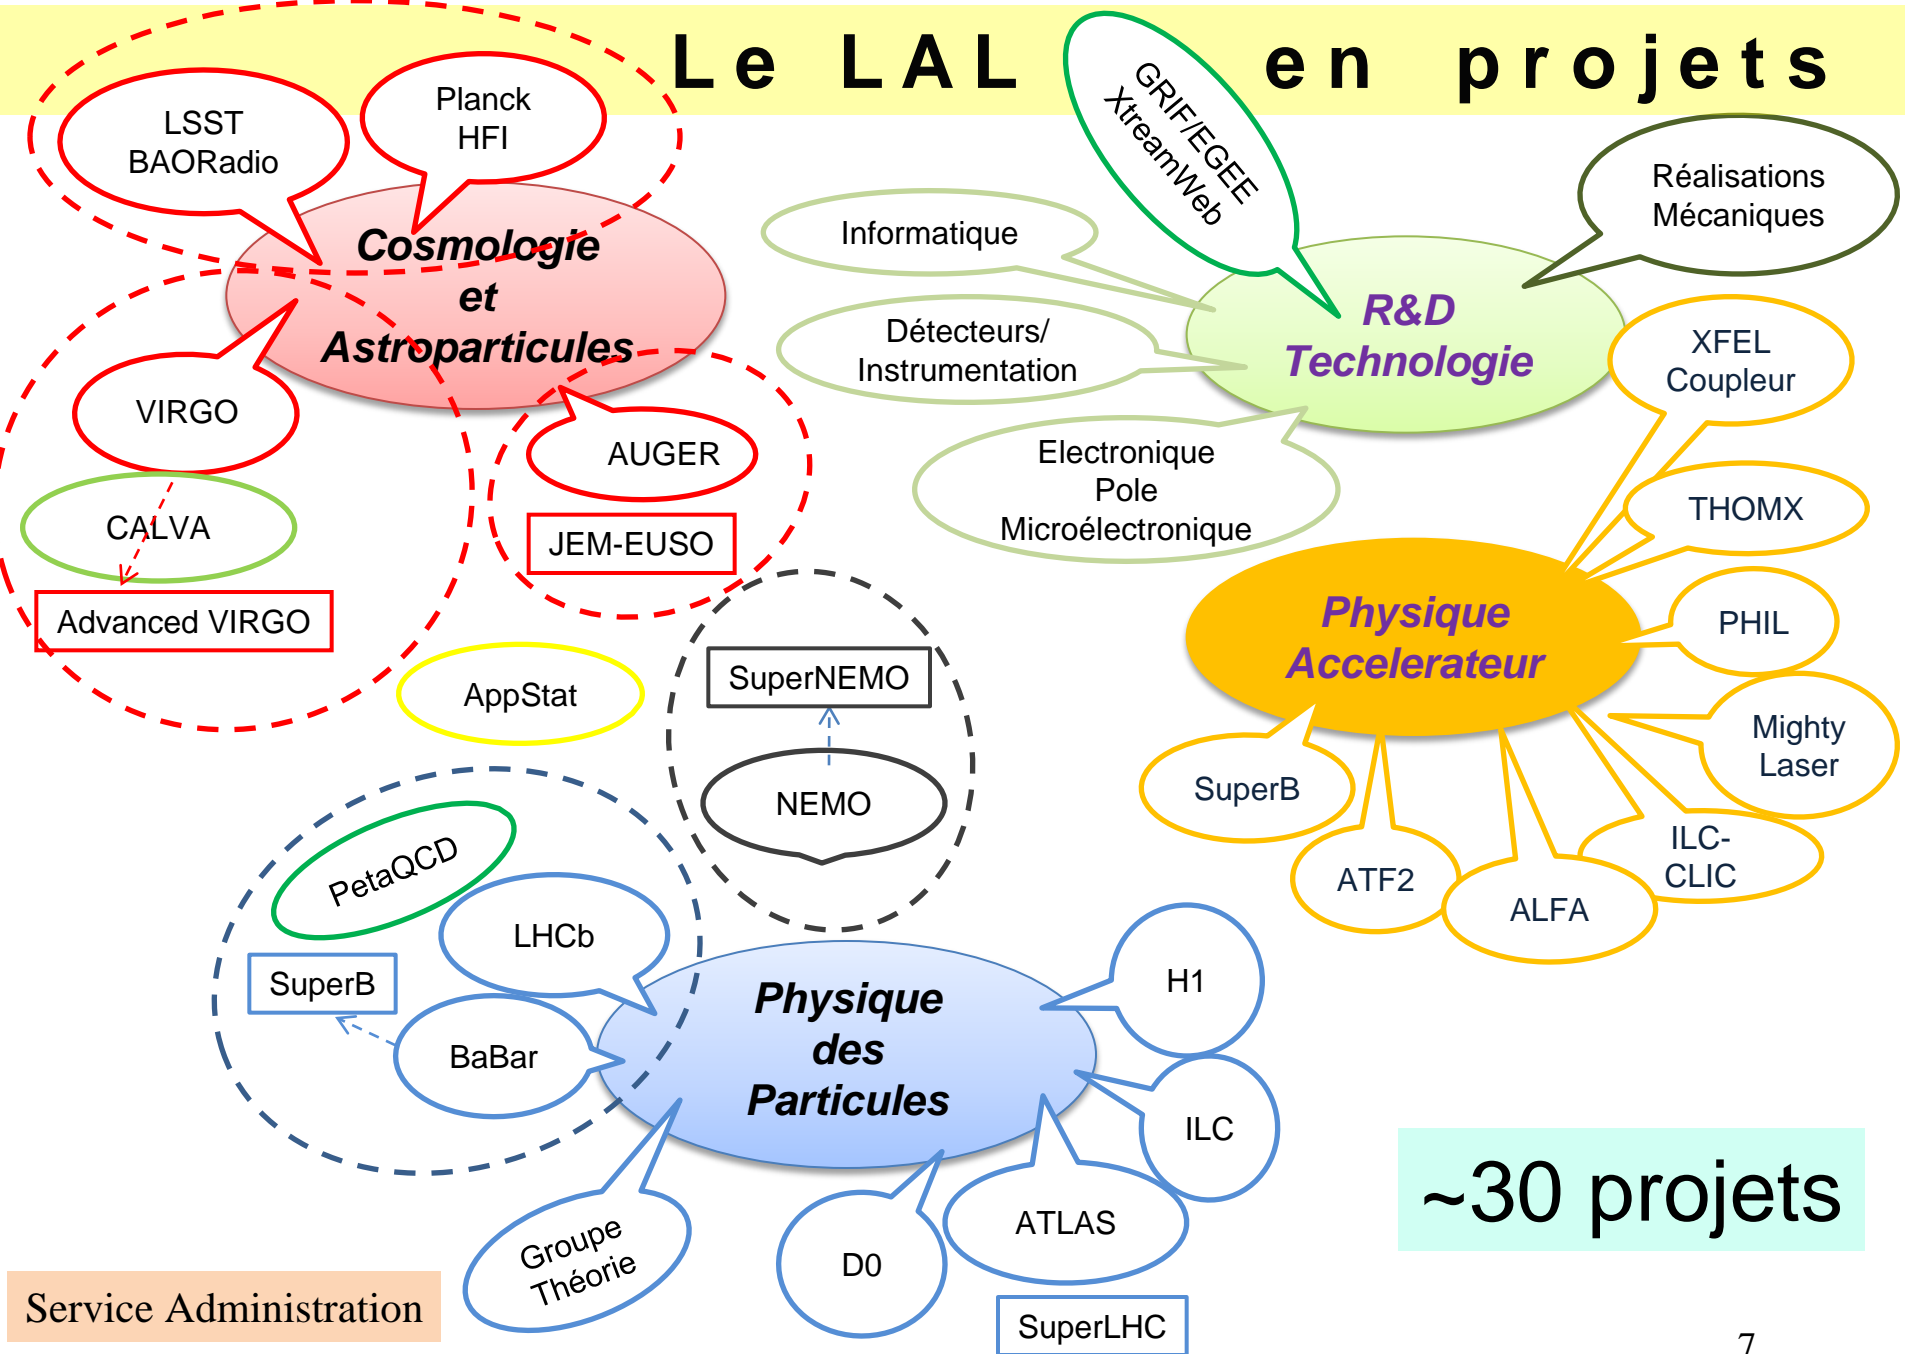 Le LAL en projets
LSST
BAORadio
Planck
HFI
GRIF/EGEE
XtreamWeb
Réalisations
Mécaniques
Informatique
Cosmologie
et
Astroparticules
Détecteurs/
Instrumentation
R&D
Technologie
XFEL
Coupleur
VIRGO
AUGER
Electronique
Pole
Microélectronique
THOMX
CALVA
JEM-EUSO
Advanced VIRGO
Physique
Accelerateur
PHIL
AppStat
SuperNEMO
Mighty
Laser
NEMO
SuperB
ATF2
ALFA
ILC-
CLIC
PetaQCD
LHCb
SuperB
BaBar
Physique
des
Particules
H1
ILC
ATLAS
D0
Groupe
Théorie
SuperLHC
~30 projets
Service Administration
7